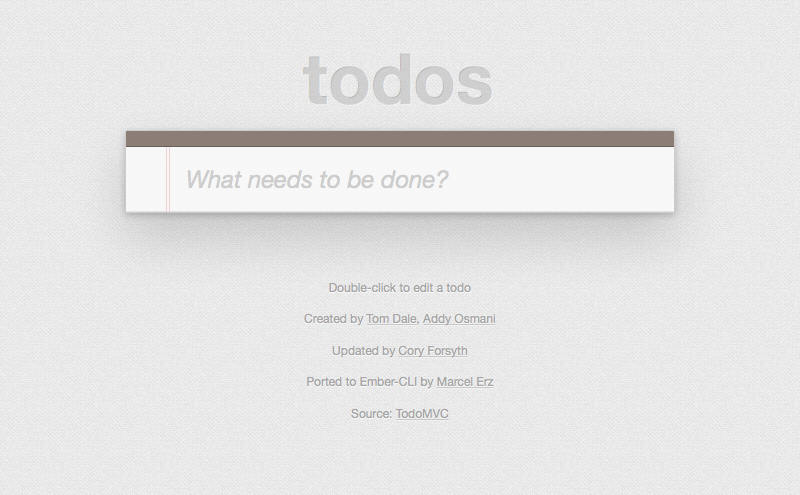 todos
What needs to be done?
Double-click to edit a todo
Created by Tom Dale, Addy Osmani
Updated by Cory Forsyth
Ported to Ember-CLI by Marcel Erz
Source: TodoMVC